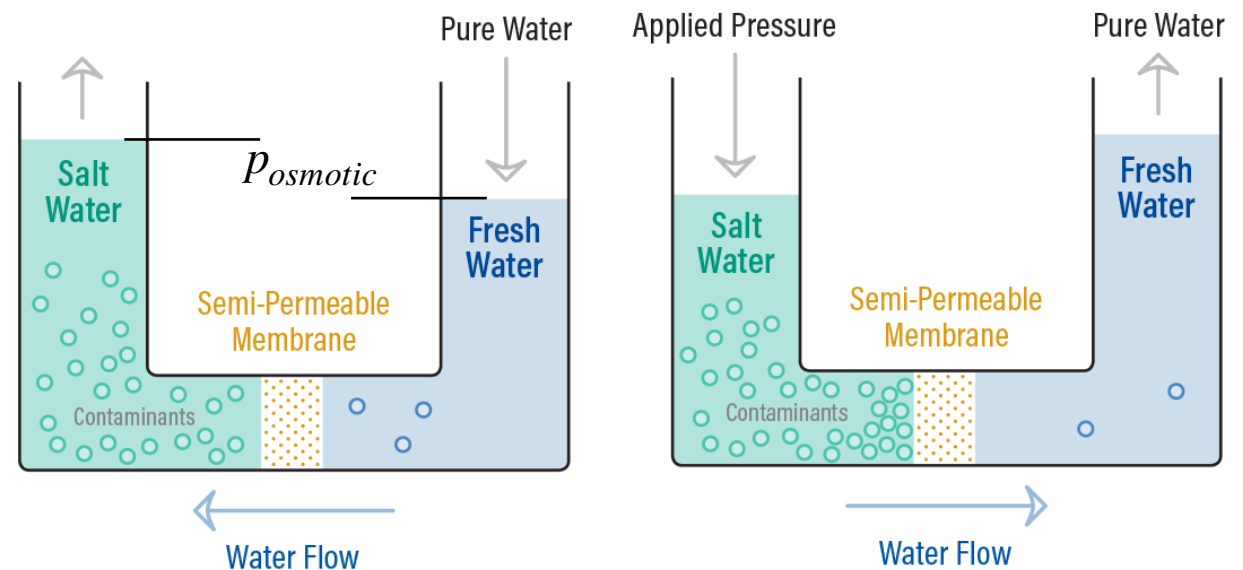 Pure Water
Salt
Water
p_osmotic
Fresh
Water
Semi-Permeable
Membrane
Contaminants
Water Flow
Applied Pressure
Pure Water
Salt
Water
Fresh
Water
Semi-Permeable
Membrane
Contaminants
Water Flow